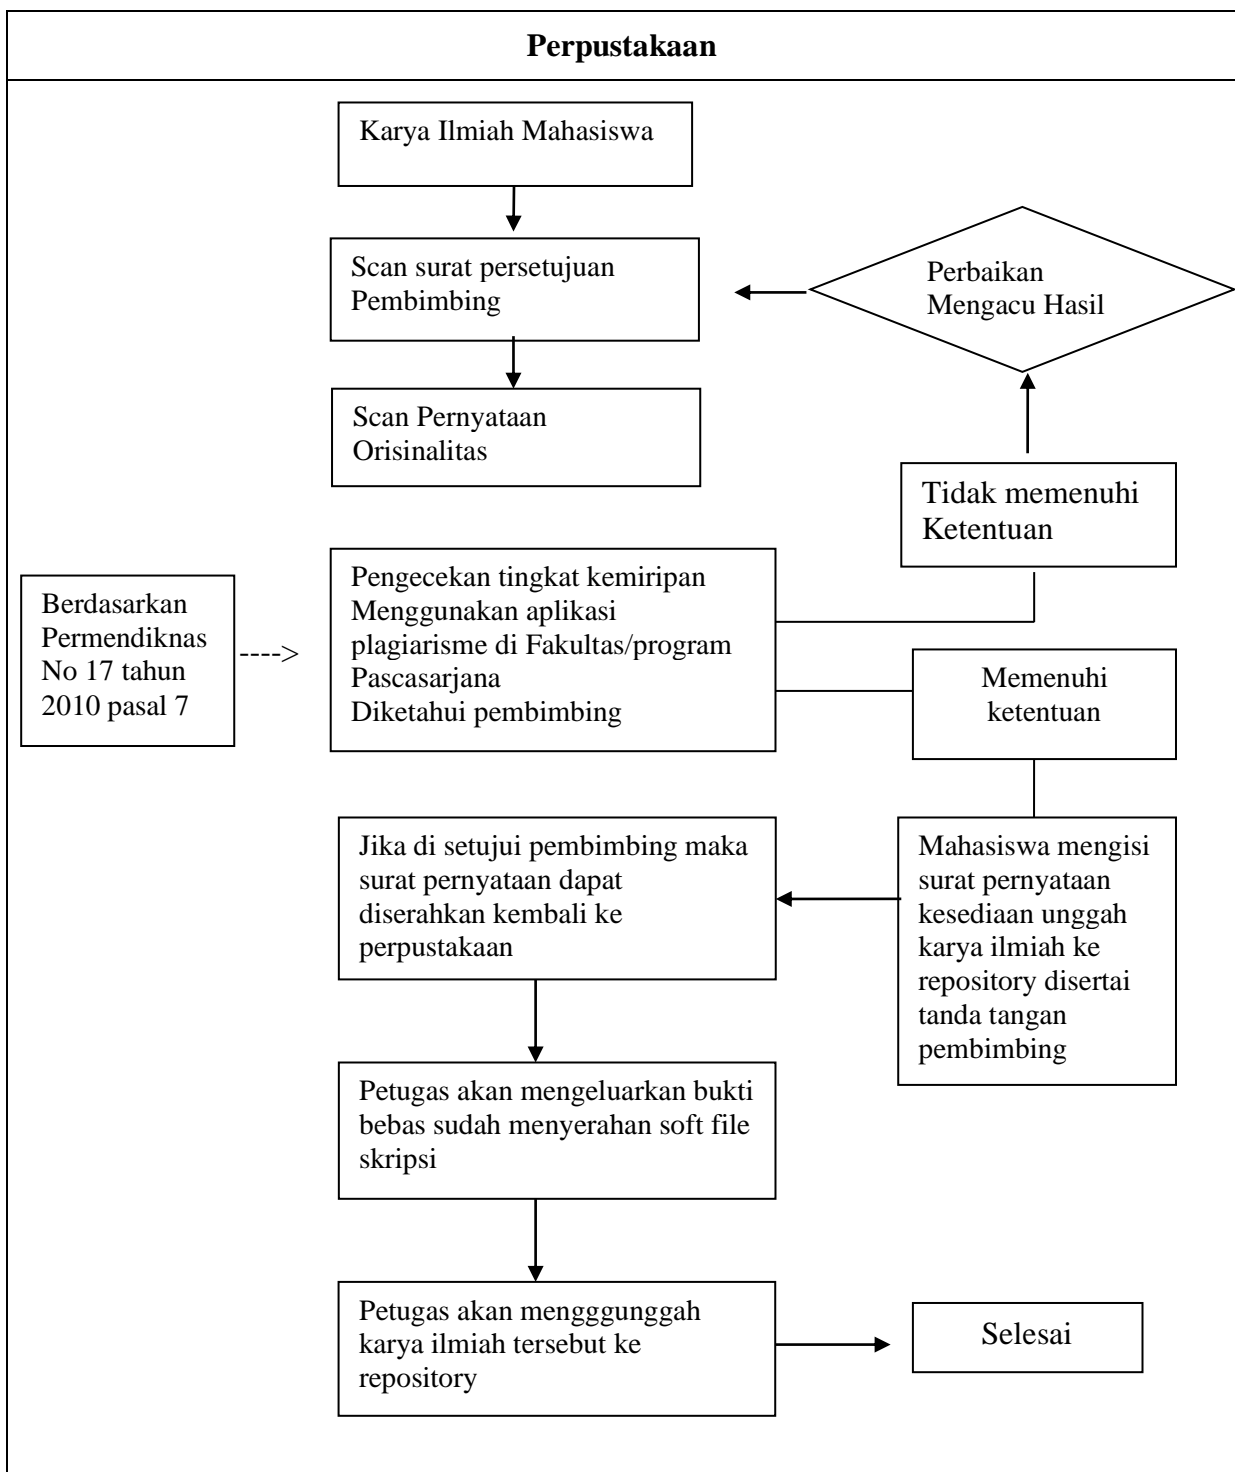 Perpustakaan
Karya Ilmiah Mahasiswa
Scan surat persetujuan
Pembimbing
Perbaikan
Mengacu Hasil
Scan Pernyataan
Orisinalitas
Tidak memenuhi
Ketentuan
Berdasarkan
Permendiknas
No 17 tahun
2010 pasal 7
---->
Pengecekan tingkat kemiripan
Menggunakan aplikasi
plagiarisme di Fakultas/program
Pascasarjana
Diketahui pembimbing
Memenuhi
ketentuan
Jika di setujui pembimbing maka
surat pernyataan dapat
diserahkan kembali ke
perpustakaan
Mahasiswa mengisi
surat pernyataan
kesediaan unggah
karya ilmiah ke
repository disertai
tanda tangan
pembimbing
Petugas akan mengeluarkan bukti
bebas sudah menyerahan soft file
skripsi
Petugas akan mengggunggah
karya ilmiah tersebut ke
repository
Selesai